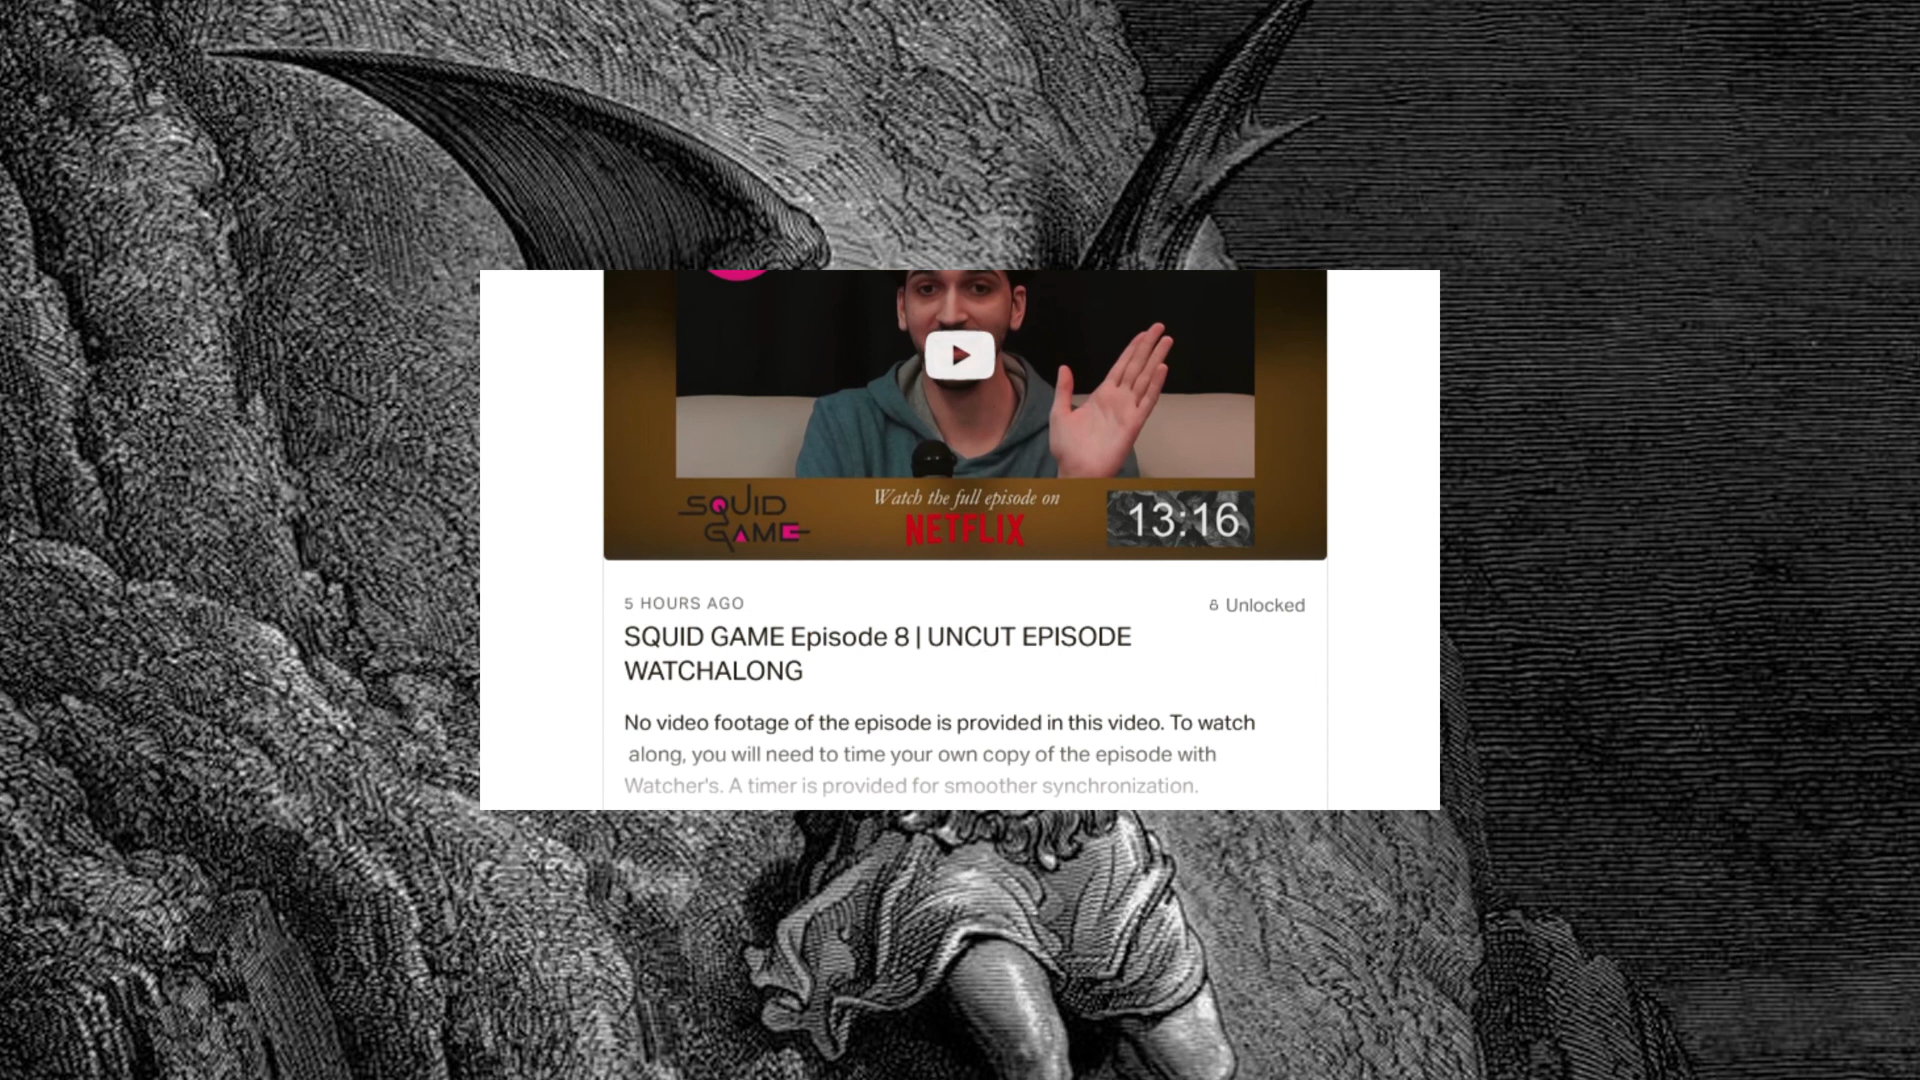 SQUID
GAME
Watch the full episode on
NETFLIX
13:16
5 HOURS AGO
Unlocked
SQUID GAME Episode 8 | UNCUT EPISODE
WATCHALONG
No video footage of the episode is provided in this video. To watch
along, you will need to time your own copy of the episode with
Watcher's. A timer is provided for smoother synchronization.